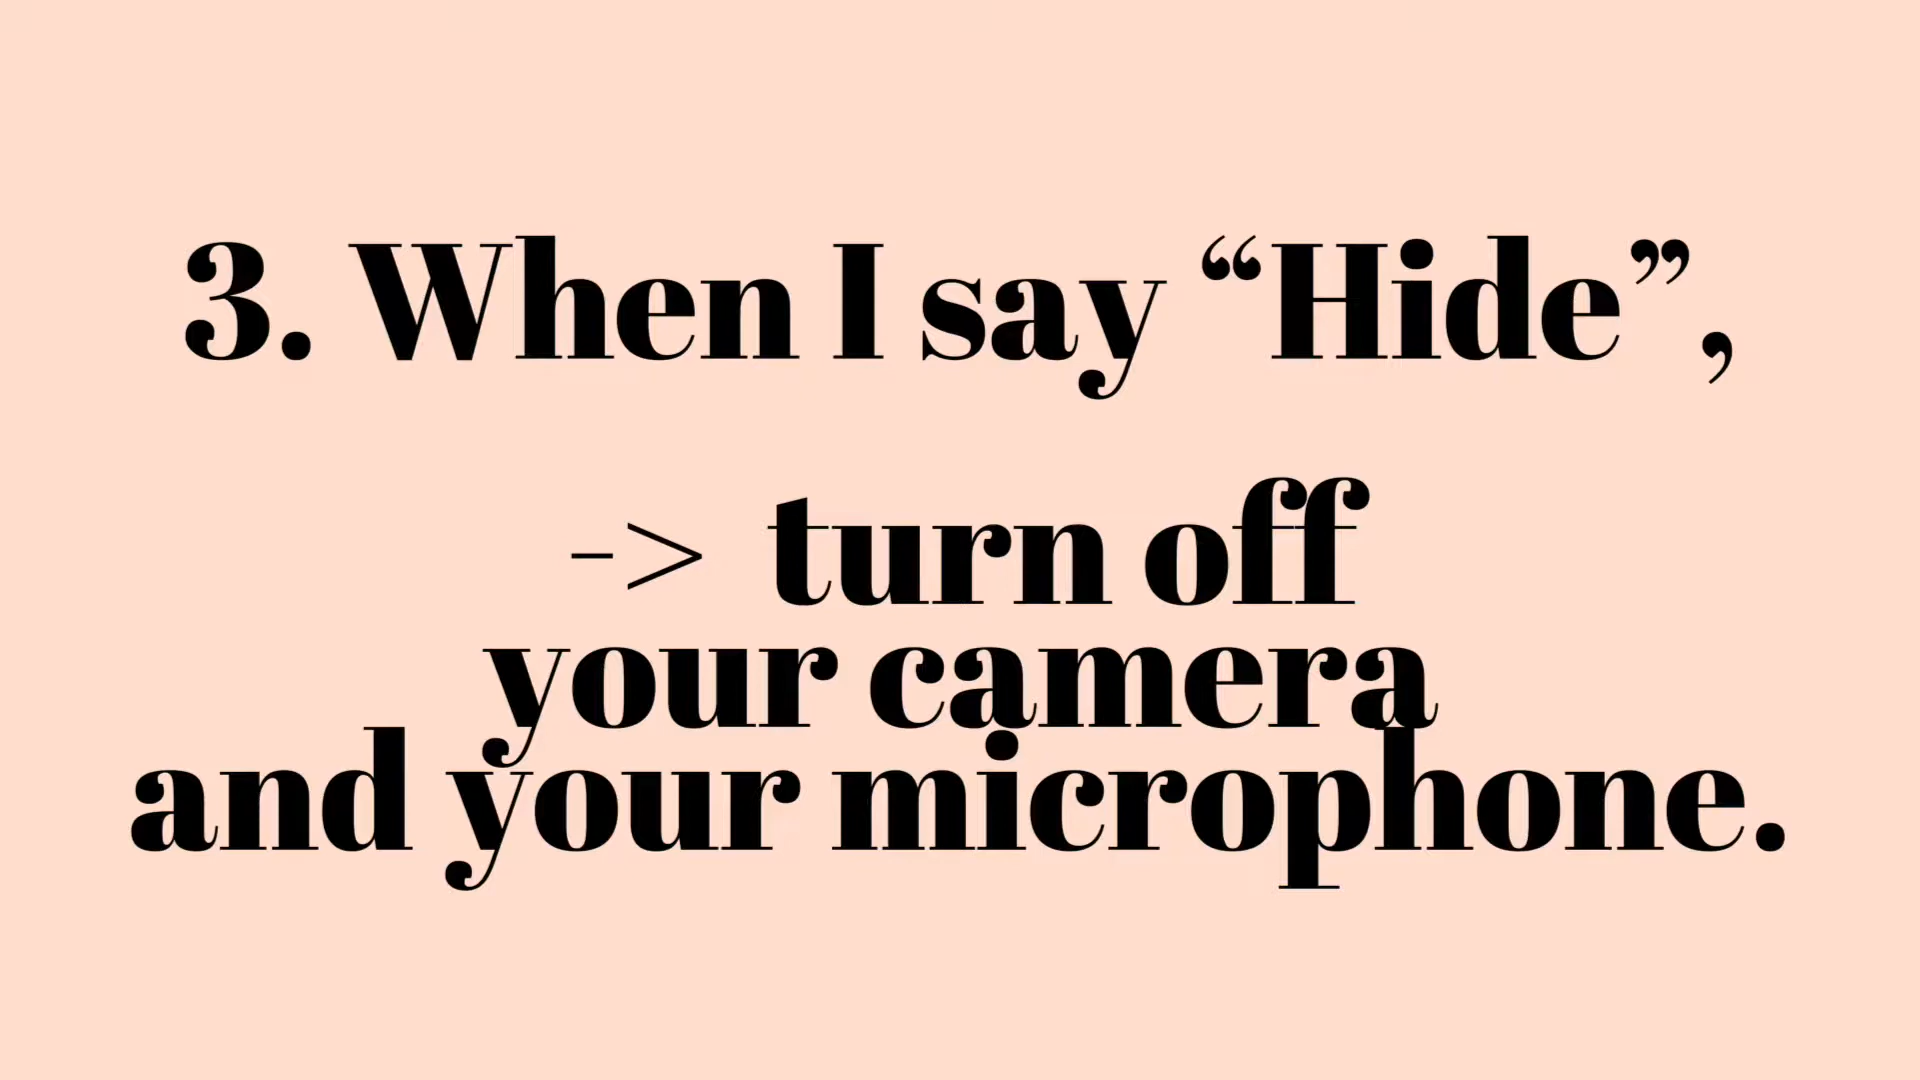 3. When I say “Hide”,
-> turn off
your camera
and your microphone.